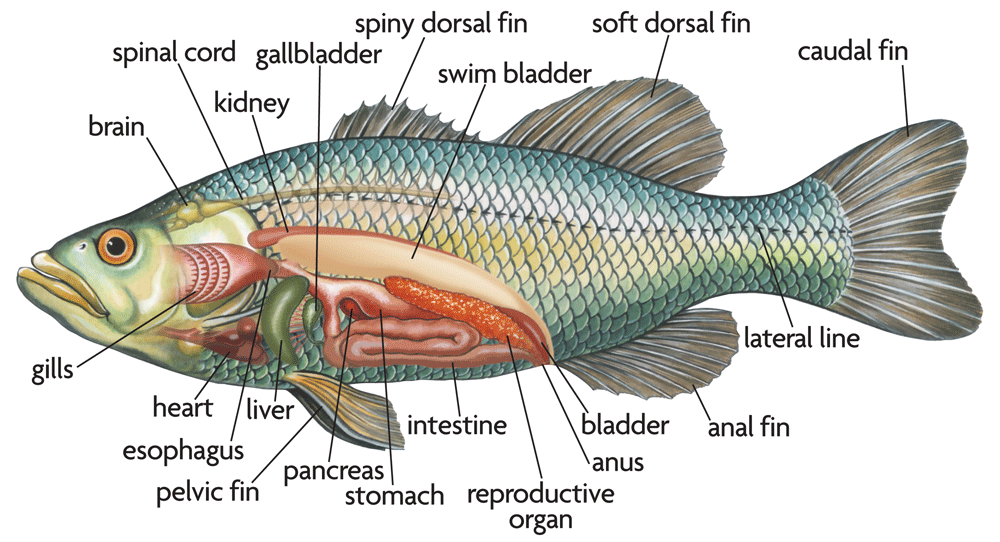 spiny dorsal fin
soft dorsal fin
spinal cord
gallbladder
caudal fin
swim bladder
kidney
brain
lateral line
gills
heart
liver
intestine
bladder
anal fin
esophagus
pancreas
anus
pelvic fin
stomach
reproductive
organ